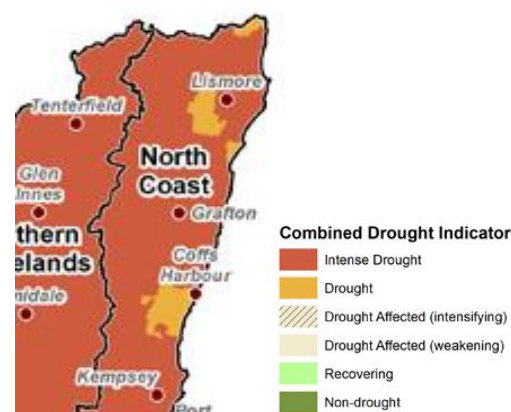 Lismore
Tenterfield
North
Coast
Glen
Innes
Grafton
thern
elands
Coffs
Harbour
midale
Kempsey
Port
Combined Drought Indicator
Intense Drought
Drought
Drought Affected (intensifying)
Drought Affected (weakening)
Recovering
Non-drought